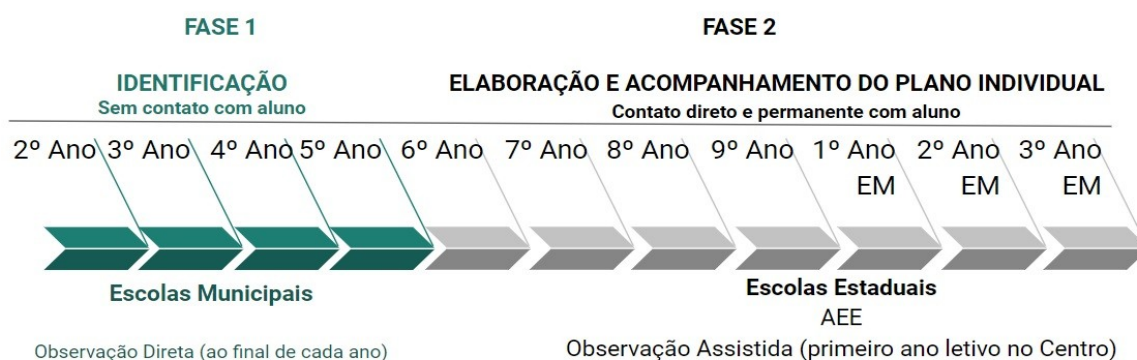 FASE 1
FASE 2
IDENTIFICAÇÃO
Sem contato com aluno
ELABORAÇÃO E ACOMPANHAMENTO DO PLANO INDIVIDUAL
Contato direto e permanente com aluno
2º Ano 3º Ano 4º Ano 5º Ano 6º Ano 7º Ano 8º Ano 9º Ano 1º Ano 2º Ano 3º Ano
EM EM EM
Escolas Municipais
Escolas Estaduais
AEE
Observação Direta (ao final de cada ano)
Observação Assistida (primeiro ano letivo no Centro)